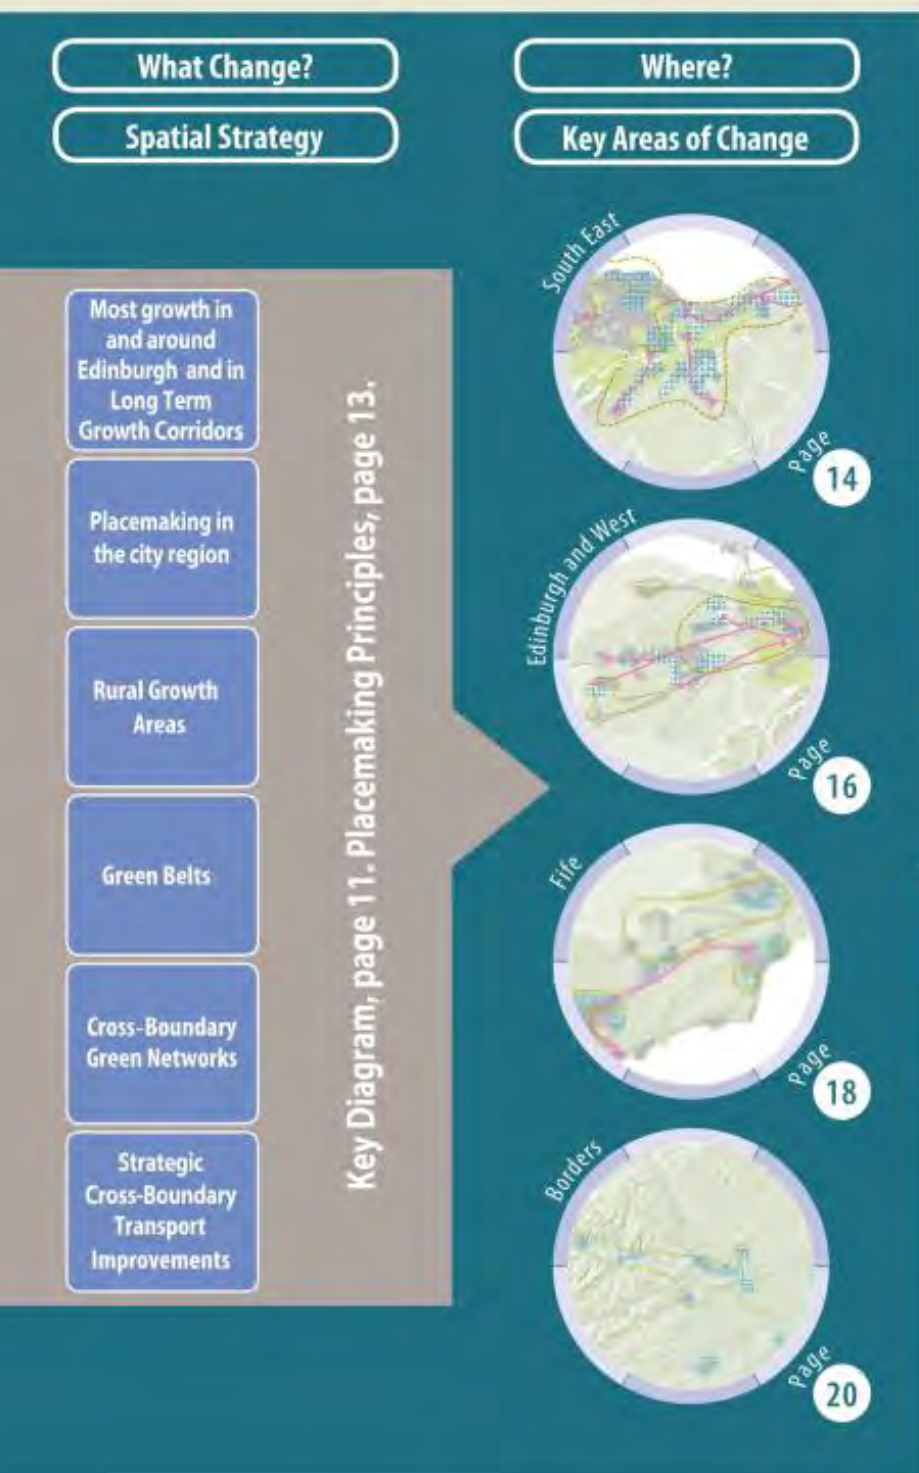 What Change?
Spatial Strategy
Most growth in
and around
Edinburgh and in
Long Term
Growth Corridors
Placemaking in
the city region
Rural Growth
Areas
Green Belts
Cross-Boundary
Green Networks
Strategic
Cross-Boundary
Transport
Improvements
Key Diagram, page 11. Placemaking Principles, page 13.
Where?
Key Areas of Change
South East
Page
14
Edinburgh and West
Page
16
Fife
Page
18
Borders
Page
20